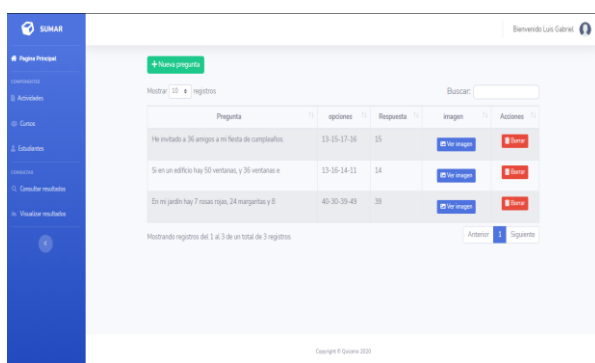 SUMAR
Bienvenido Luis Gabriel
Pagina Principal
COMPONENTES
Actividades
Cursos
Estudiantes
CONSULTAS
Consultar resultados
Visualizar resultados
+ Nueva pregunta
Mostrar 10 registros
Buscar:
Pregunta opciones Respuesta imagen Acciones
He invitado a 36 amigos a mi fiesta de cumpleaños. 13-15-17-16 15 Ver imagen Borrar
Si en un edificio hay 50 ventanas, y 36 ventanas e 13-16-14-11 14 Ver imagen Borrar
En mi jardín hay 7 rosas rojas, 24 margaritas y 8 40-30-39-49 39 Ver imagen Borrar
Mostrando registros del 1 al 3 de un total de 3 registros
Anterior 1 Siguiente
Copyright © 2020